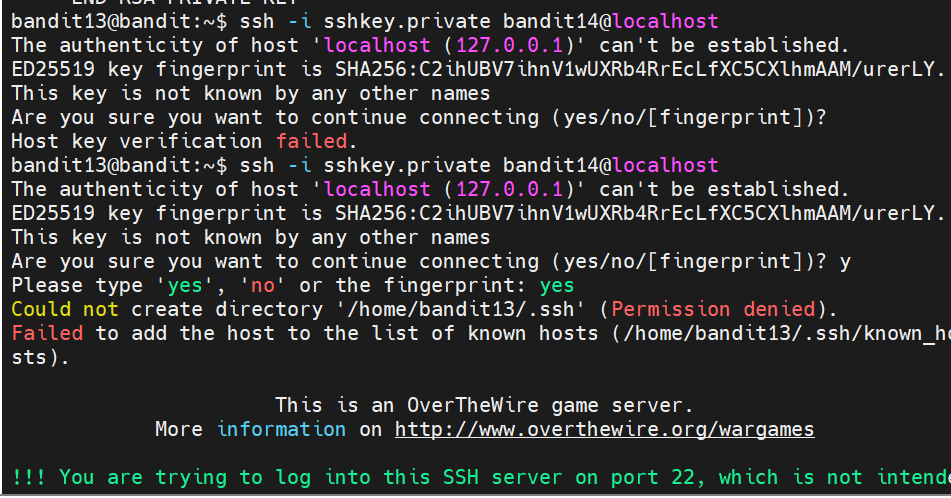 END RSA PRIVATE KEY
bandit13@bandit:~$ ssh -i sshkey.private bandit14@localhost
The authenticity of host 'localhost (127.0.0.1)' can't be established.
ED25519 key fingerprint is SHA256:C2ihUBV7ihnV1wUXRb4RrEcLfXC5CXlhmAAM/urerLY.
This key is not known by any other names
Are you sure you want to continue connecting (yes/no/[fingerprint])?
Host key verification failed.
bandit13@bandit:~$ ssh -i sshkey.private bandit14@localhost
The authenticity of host 'localhost (127.0.0.1)' can't be established.
ED25519 key fingerprint is SHA256:C2ihUBV7ihnV1wUXRb4RrEcLfXC5CXlhmAAM/urerLY.
This key is not known by any other names
Are you sure you want to continue connecting (yes/no/[fingerprint])? y
Please type 'yes', 'no' or the fingerprint: yes
Could not create directory '/home/bandit13/.ssh' (Permission denied).
Failed to add the host to the list of known hosts (/home/bandit13/.ssh/known_ho
sts).
This is an OverTheWire game server.
More information on http://www.overthewire.org/wargames
!!! You are trying to log into this SSH server on port 22, which is not intend